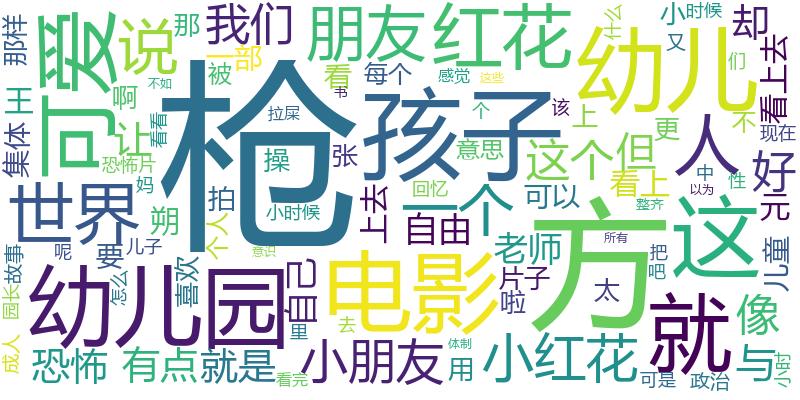 那样
可爱
说
那
我们
一部
朋友
红花
幼儿
小时候
什么
又
却
们
看上去
被
看
每个
感觉
这些
枪
孩子
书
个
该
啊
王
让
集体
看看
不如
拉屎
操
张
意思
上
这个
但
更
不
现在
人
恐怖片
妈
世界
朔
拍
小时候
上去
回忆
一个
可以
看上
中
以为
性
好
元
整齐
自由
方
这
故事
呢
要
儿子
个人
意识
老师
所有
把
吧
儿童
幼儿园
园长
怎么
喜欢
自己
里
电影
片子
啦
太
就
像
成人
恐怖
有点
就是
看完
小朋友
去
体制
用
小红花
可是
政治
与
小时